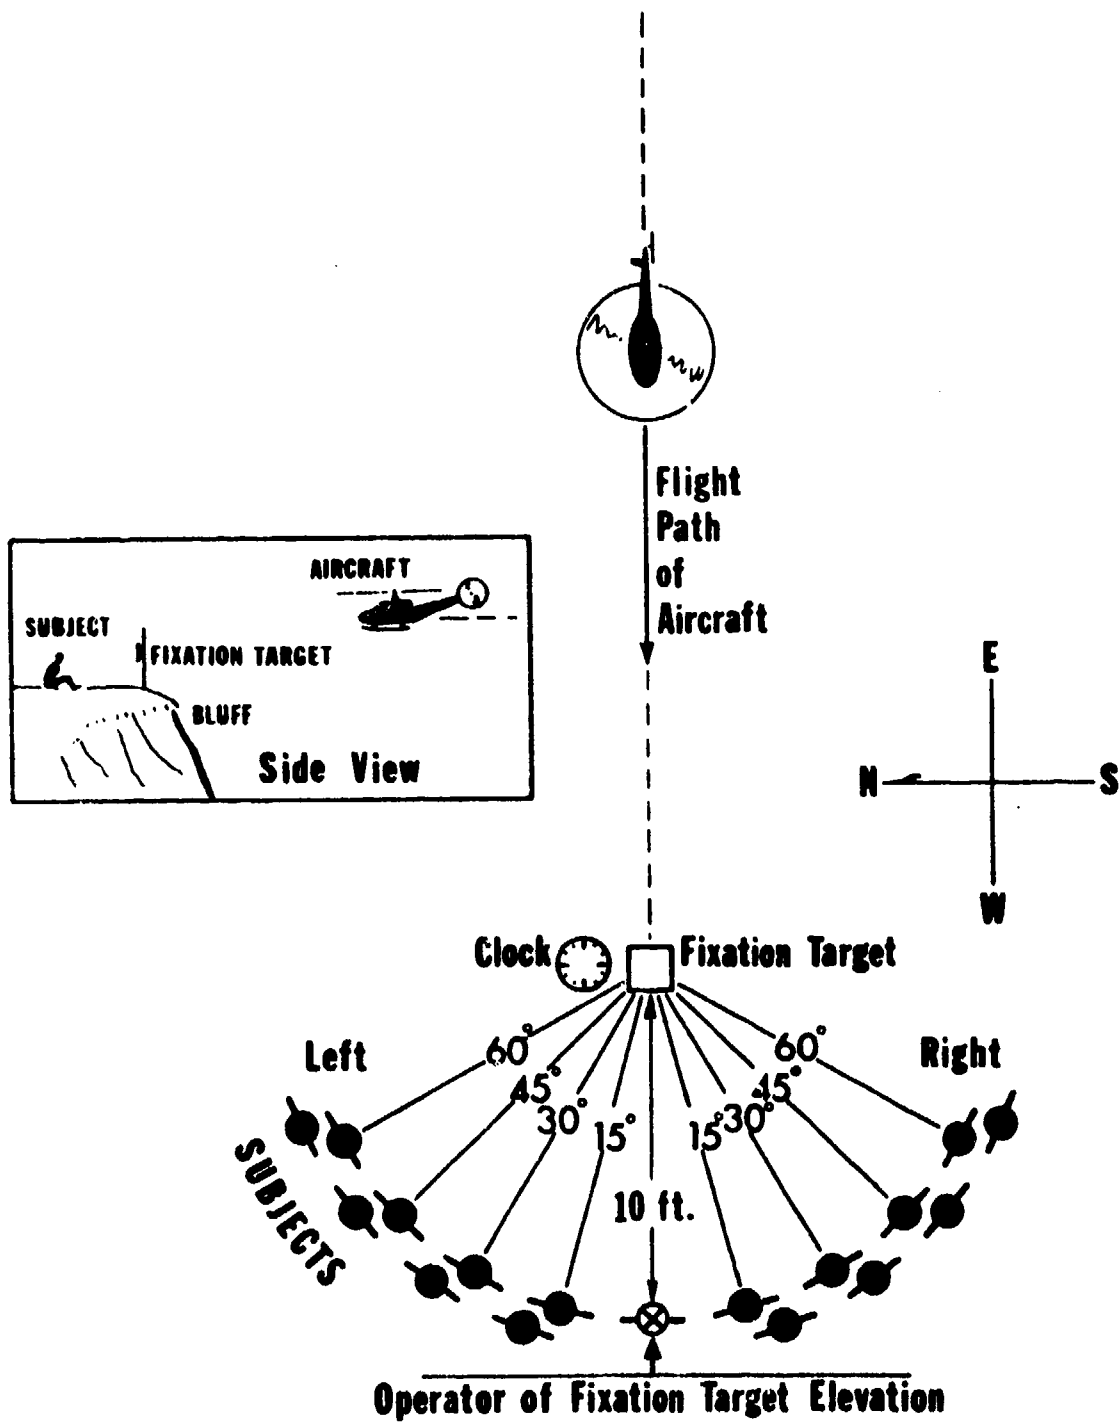 Flight
Path
of
Aircraft
AIRCRAFT
SUBJECT
FIXATION TARGET
BLUFF
Side View
E
N
S
W
Clock
Fixation Target
Left
60°
60°
Right
45°
45°
30°
15°
15°
30°
SUBJECTS
10 ft.
Operator of Fixation Target Elevation